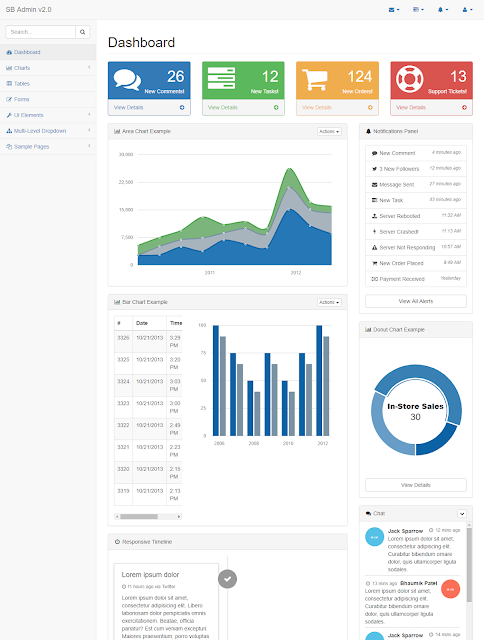 SB Admin v2.0
Search...
Dashboard
Charts
Tables
Forms
UI Elements
Multi-Level Dropdown
Sample Pages
Dashboard
26
New Comments!
View Details
12
New Tasks!
View Details
124
New Orders!
View Details
13
Support Tickets!
View Details
Area Chart Example
Actions
30,000
22,500
15,000
7,500
0
2011
2012
Bar Chart Example
Actions
# Date Time
3326 10/21/2013 3:29 PM
3325 10/21/2013 3:20 PM
3324 10/21/2013 3:03 PM
3323 10/21/2013 3:00 PM
3322 10/21/2013 2:49 PM
3321 10/21/2013 2:23 PM
3320 10/21/2013 2:15 PM
3319 10/21/2013 2:13 PM
100
75
50
25
0
2006
2008
2010
2012
Responsive Timeline
Lorem ipsum dolor
11 hours ago via Twitter
Lorem ipsum dolor sit amet,
consectetur adipisicing elit. Libero
laboriosam dolor perspiciatis omnis
exercitationem. Beatae, officia
pariatur? Est cum veniam excepturi.
Maiores praesentium, porro voluptas
Notifications Panel
New Comment 4 minutes ago
3 New Followers 12 minutes ago
Message Sent 27 minutes ago
New Task 43 minutes ago
Server Rebooted 11:32 AM
Server Crashed! 11:13 AM
Server Not Responding 10:57 AM
New Order Placed 9:49 AM
Payment Received Yesterday
View All Alerts
Donut Chart Example
In-Store Sales
30
View Details
Chat
Jack Sparrow 12 mins ago
Lorem ipsum dolor sit amet,
consectetur adipiscing elit.
Curabitur bibendum ornare
dolor, quis ullamcorper ligula
sodales.
13 mins ago Bhaumik Patel
Lorem ipsum dolor sit amet,
consectetur adipiscing elit.
Curabitur bibendum ornare